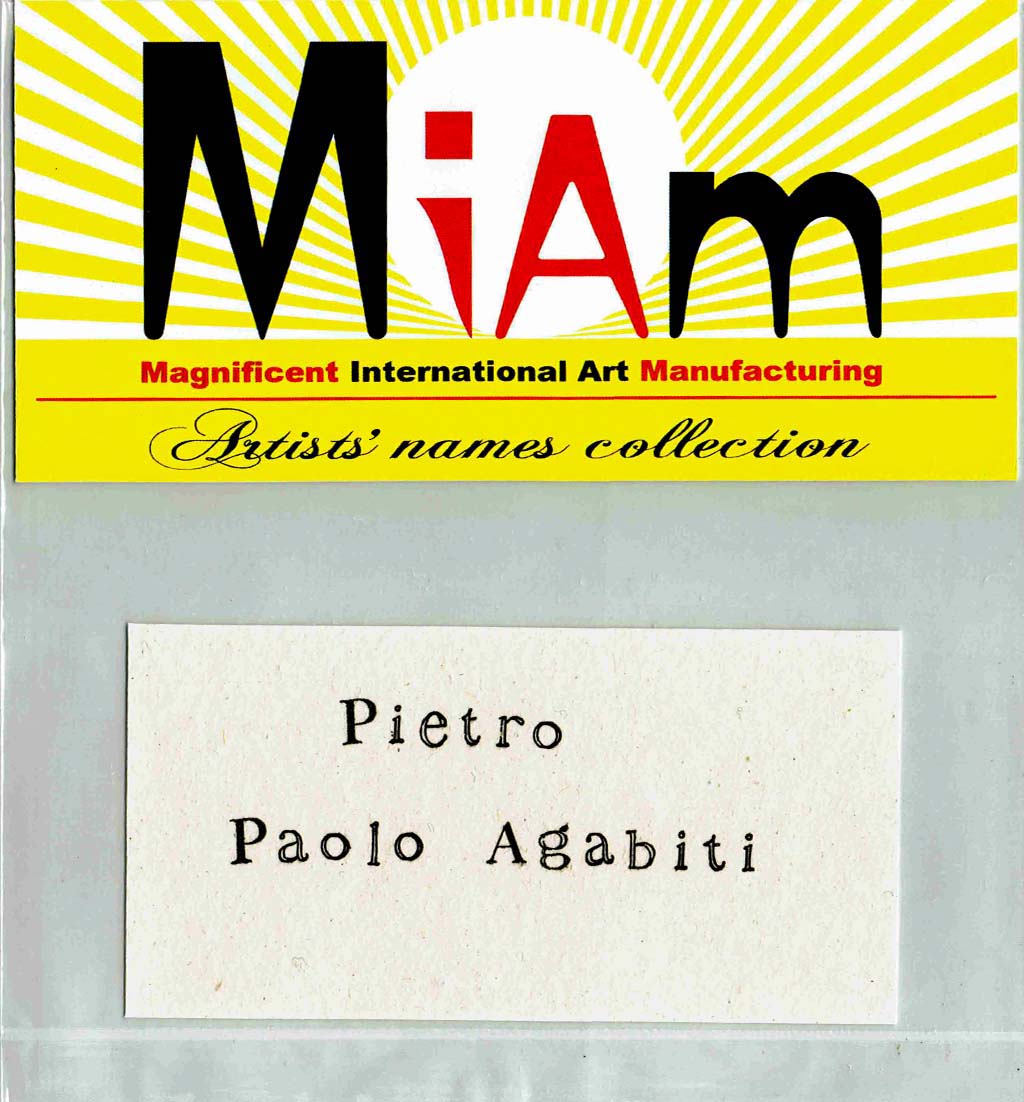 MiAm
Magnificent International Art Manufacturing
Artists' names collection
Pietro
Paolo Agabiti